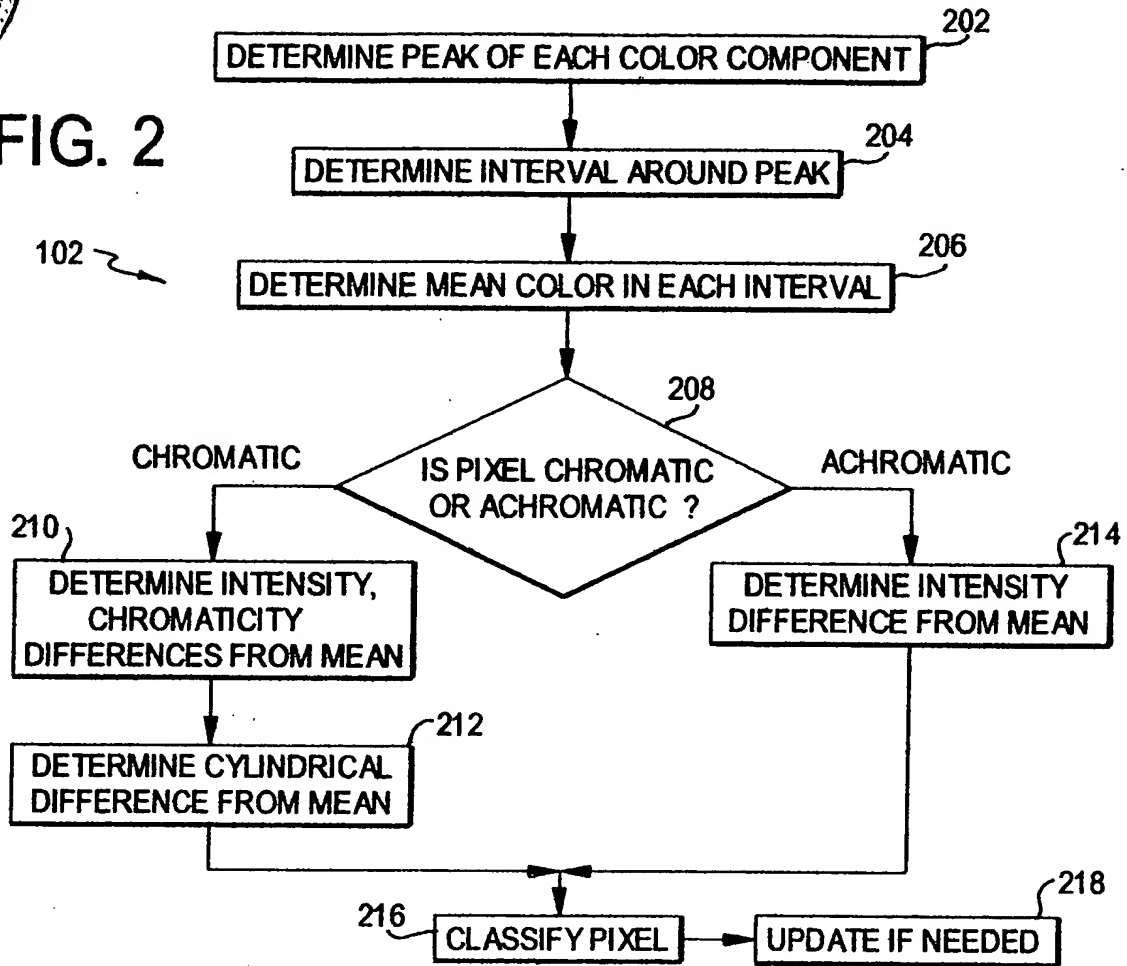 202
DETERMINE PEAK OF EACH COLOR COMPONENT
FIG. 2
204
DETERMINE INTERVAL AROUND PEAK
102
206
DETERMINE MEAN COLOR IN EACH INTERVAL
208
CHROMATIC
IS PIXEL CHROMATIC
OR ACHROMATIC ?
ACHROMATIC
210
DETERMINE INTENSITY,
CHROMATICITY
DIFFERENCES FROM MEAN
214
DETERMINE INTENSITY
DIFFERENCE FROM MEAN
212
DETERMINE CYLINDRICAL
DIFFERENCE FROM MEAN
216
CLASSIFY PIXEL
218
UPDATE IF NEEDED